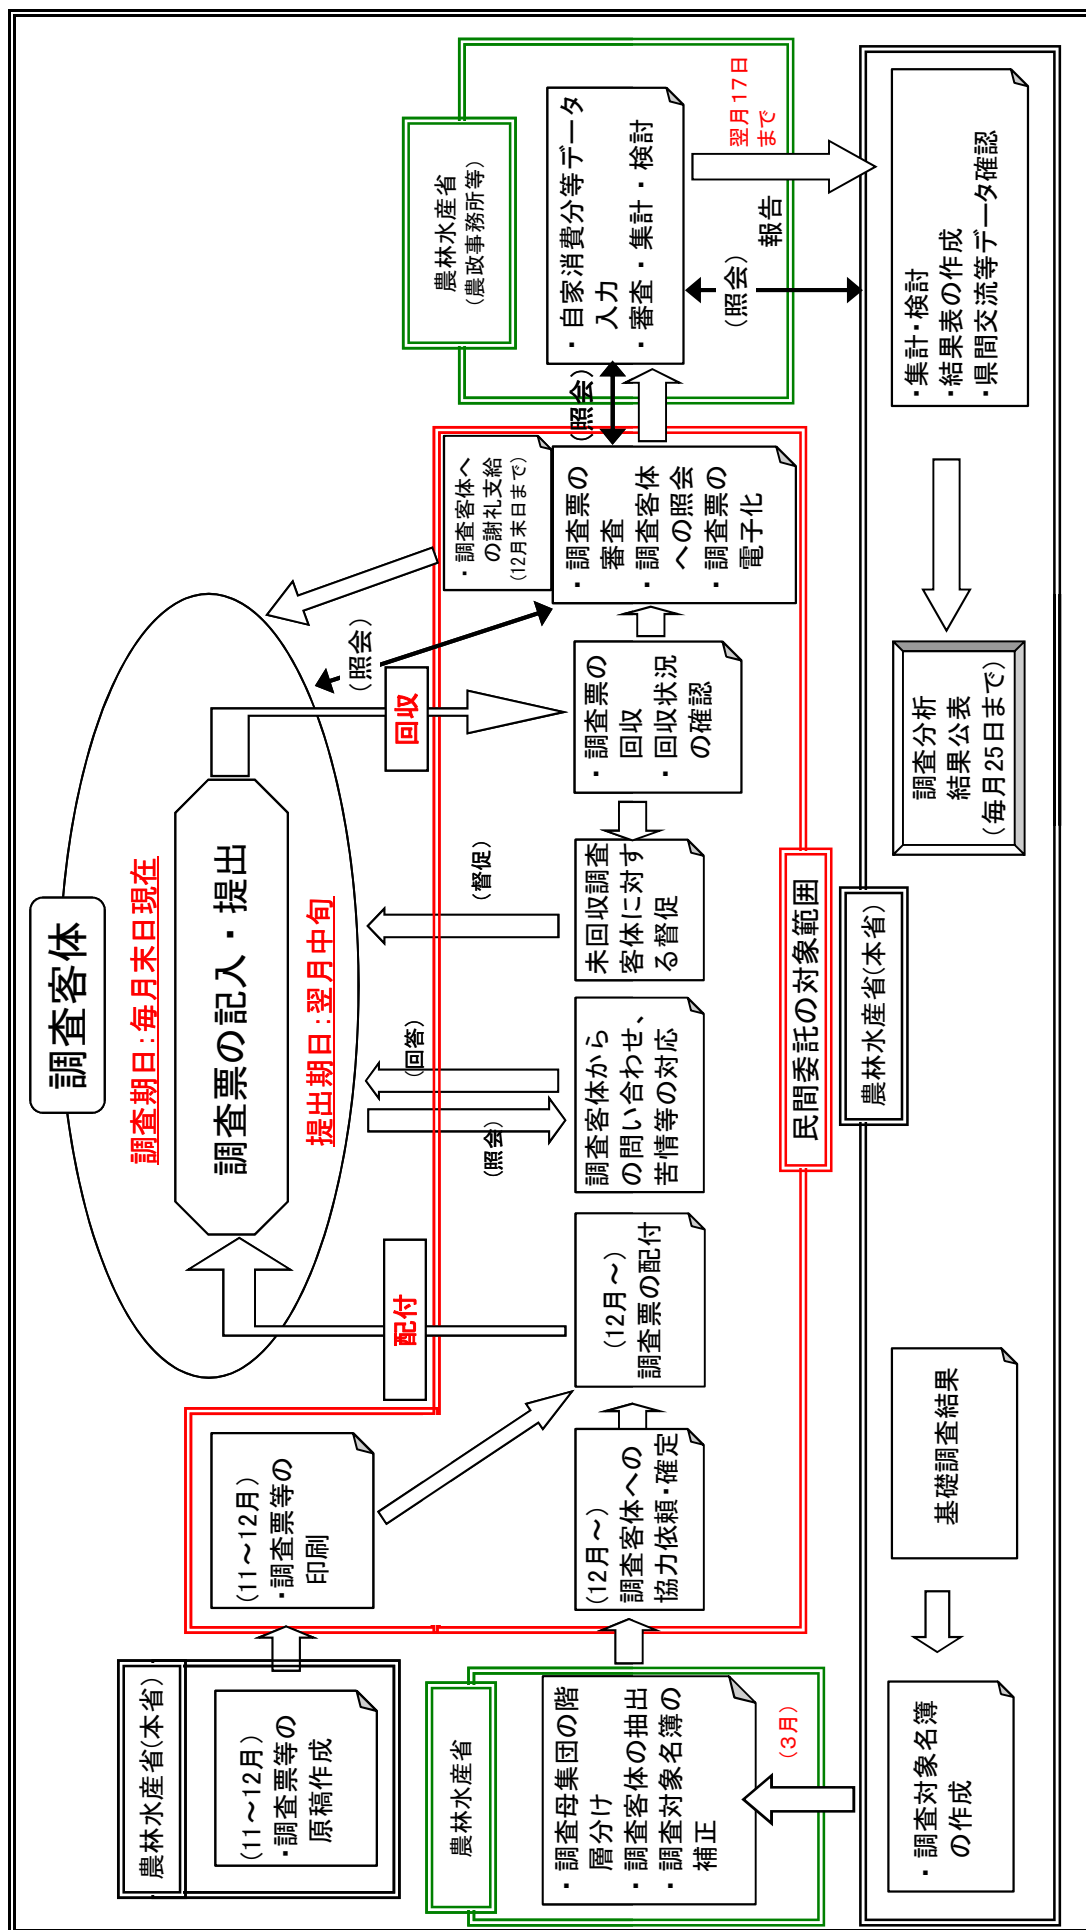 調査客体
調査期日:毎月末日現在
調査票の記入・提出
提出期日:翌月中旬
農林水産省(本省)
(11～12月)
・調査票等の
原稿作成
(11～12月)
・調査票等の
印刷
配付
(照会)
(回答)
(督促)
回収
(照会)
・調査客体へ
の謝礼支給
(12月末日まで)
農林水産省
(農政事務所等)
農林水産省
・調査母集団の階
層分け
・調査客体の抽出
・調査対象名簿の
補正
(3月)
(12月～)
調査客体への
協力依頼・確定
(12月～)
調査票の配付
調査客体から
の問い合わせ、
苦情等の対応
未回収調査
客体に対す
る督促
・調査票の
回収
・回収状況
の確認
・調査票の
審査
・調査客体
への照会
・調査票の
電子化
(照会)
・自家消費分等データ
入力
・審査・集計・検討
翌月17日
まで
報告
(照会)
民間委託の対象範囲
農林水産省(本省)
・調査対象名簿
の作成
基礎調査結果
調査分析
結果公表
(毎月25日まで)
・集計・検討
・結果表の作成
・県間交流等データ確認